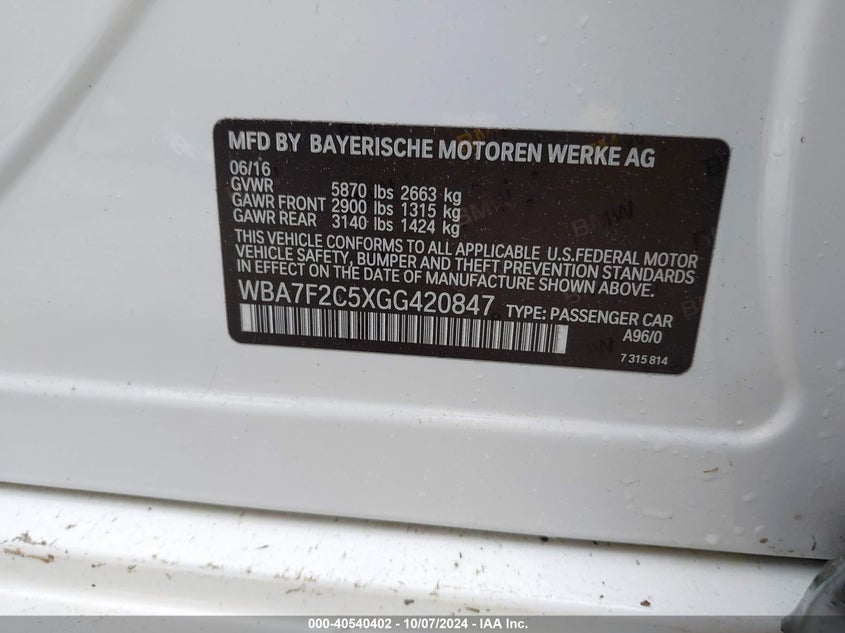 MFD BY BAYERISCHE MOTOREN WERKE AG
06/16
GVWR 5870 lbs 2663 kg
GAWR FRONT 2900 lbs 1315 kg
GAWR REAR 3140 lbs 1424 kg
THIS VEHICLE CONFORMS TO ALL APPLICABLE U.S.FEDERAL MOTOR
VEHICLE SAFETY, BUMPER AND THEFT PREVENTION STANDARDS
IN EFFECT ON THE DATE OF MANUFACTURE SHOWN ABOVE.
WBA7F2C5XGG420847 TYPE: PASSENGER CAR
A96/0
7 315 814
BMW
BMW
000-40540402 - 10/07/2024 - IAA Inc.